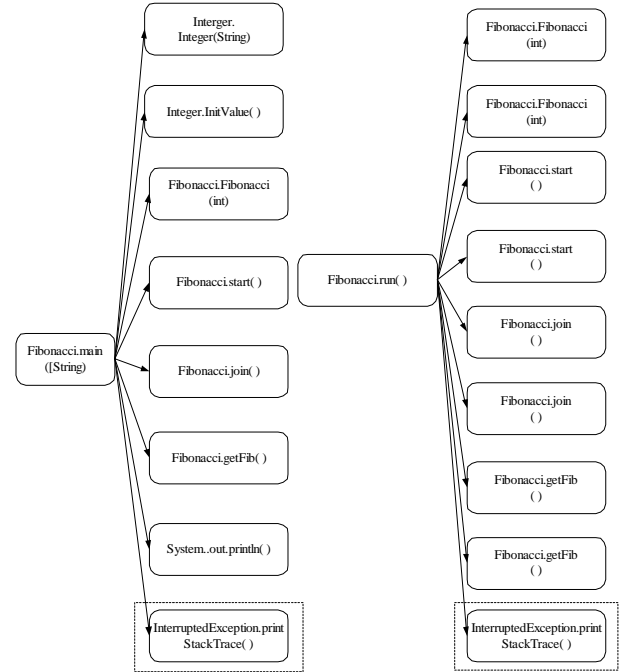 Interger.
Integer(String)
Integer.InitValue( )
Fibonacci.Fibonacci
(int)
Fibonacci.start( )
Fibonacci.main
([String)
Fibonacci.join( )
Fibonacci.getFib( )
System..out.println( )
InterruptedException.print
StackTrace( )
Fibonacci.run( )
Fibonacci.Fibonacci
(int)
Fibonacci.Fibonacci
(int)
Fibonacci.start
( )
Fibonacci.start
( )
Fibonacci.join
( )
Fibonacci.join
( )
Fibonacci.getFib
( )
Fibonacci.getFib
( )
InterruptedException.print
StackTrace( )